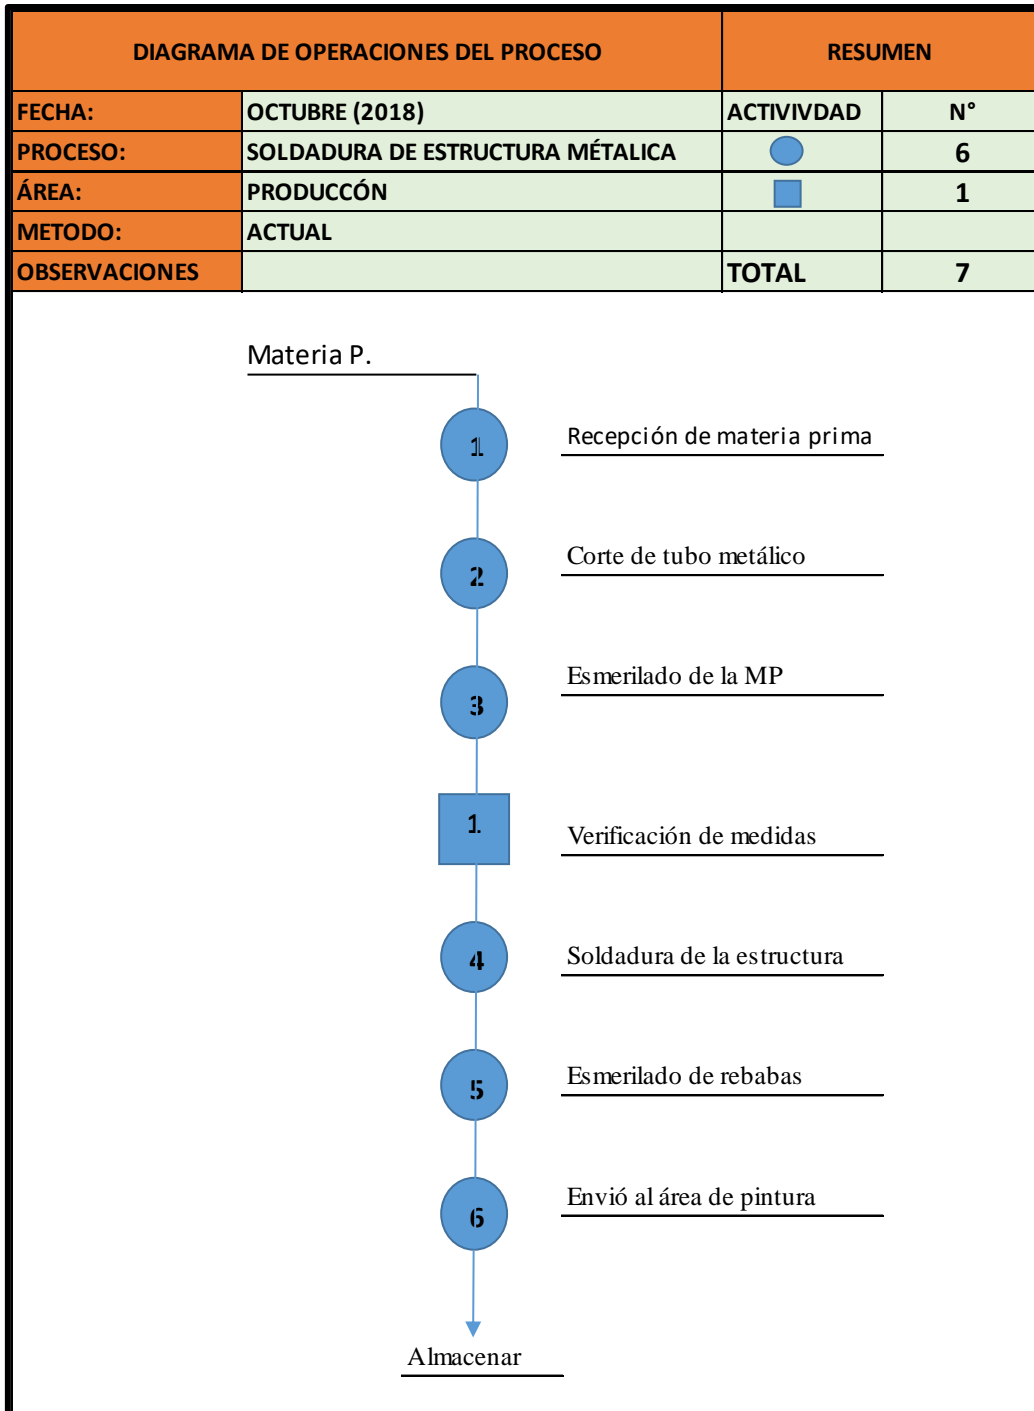 DIAGRAMA DE OPERACIONES DEL PROCESO RESUMEN
FECHA: OCTUBRE (2018) ACTIVIVDAD N°
PROCESO: SOLDADURA DE ESTRUCTURA MÉTALICA 6
ÁREA: PRODUCCÓN 1
METODO: ACTUAL
OBSERVACIONES TOTAL 7
Materia P.
1 Recepción de materia prima
2 Corte de tubo metálico
3 Esmerilado de la MP
1. Verificación de medidas
4 Soldadura de la estructura
5 Esmerilado de rebabas
6 Envió al área de pintura
Almacenar